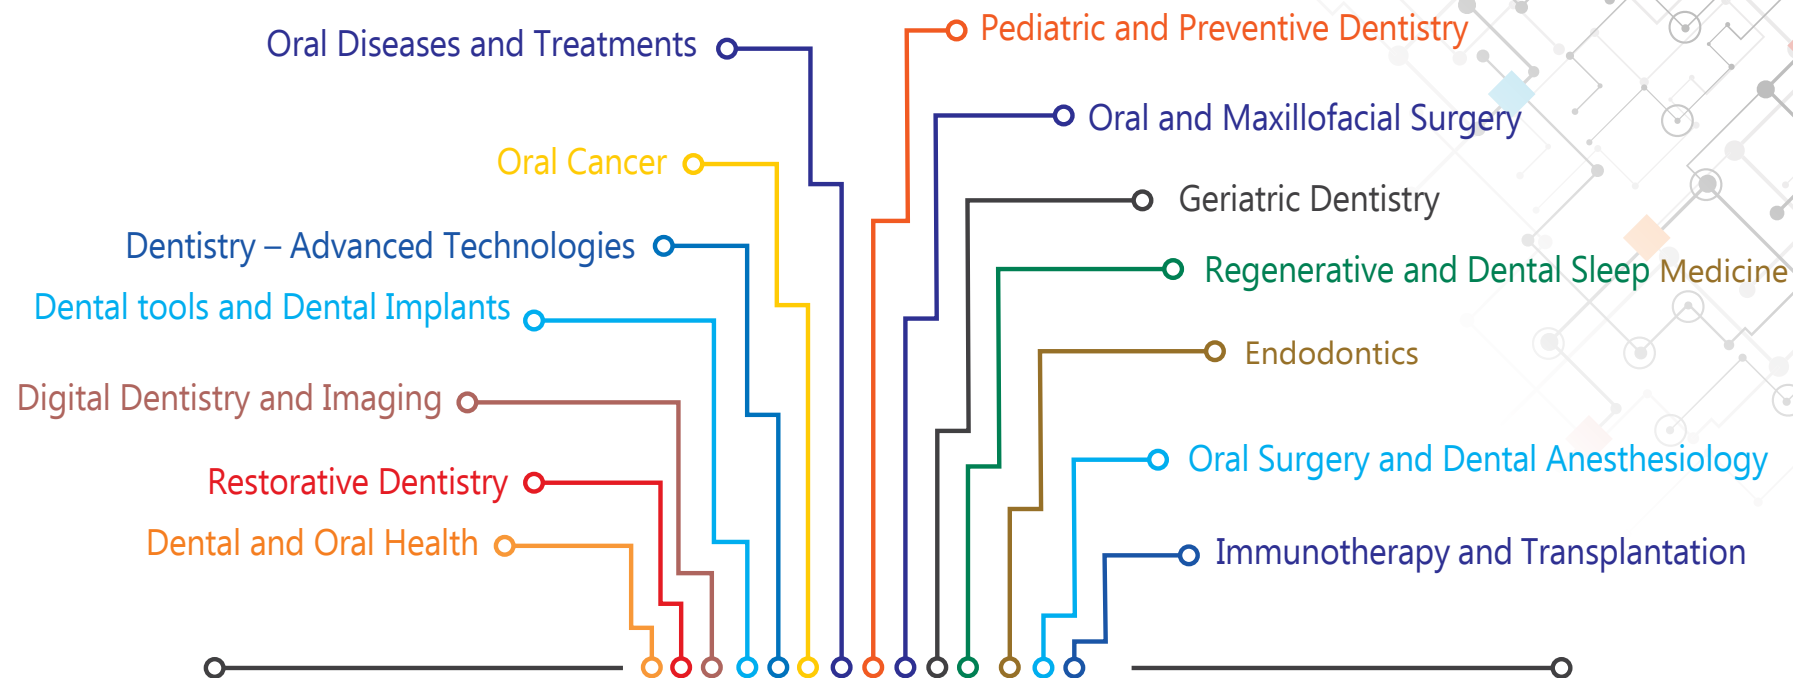 Oral Diseases and Treatments
Oral Cancer
Dentistry – Advanced Technologies
Dental tools and Dental Implants
Digital Dentistry and Imaging
Restorative Dentistry
Dental and Oral Health
Pediatric and Preventive Dentistry
Oral and Maxillofacial Surgery
Geriatric Dentistry
Regenerative and Dental Sleep Medicine
Endodontics
Oral Surgery and Dental Anesthesiology
Immunotherapy and Transplantation